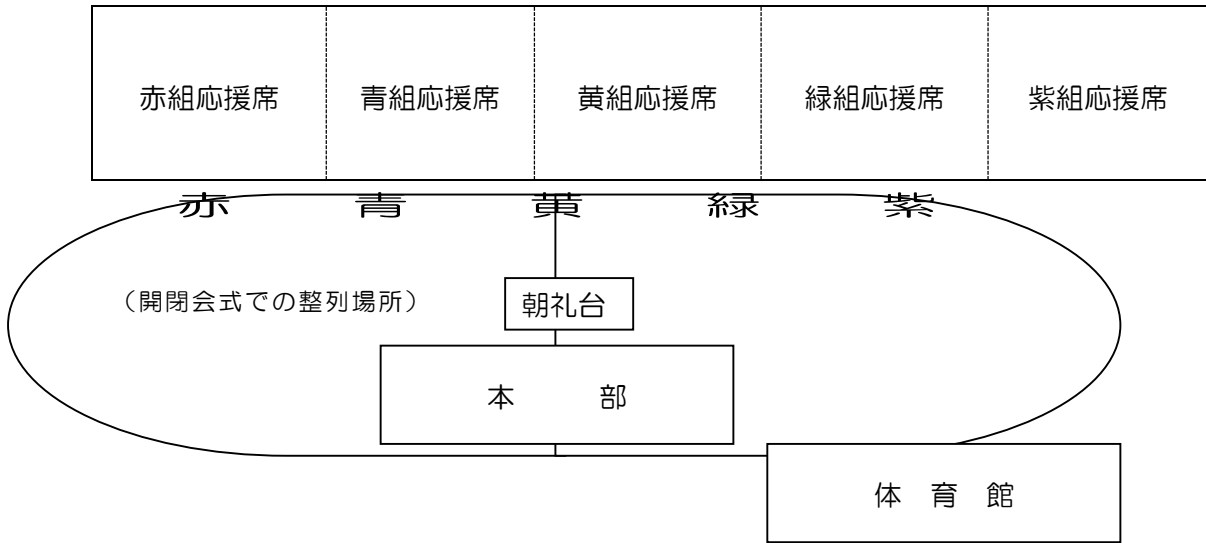 赤組応援席 青組応援席 黄組応援席 緑組応援席 紫組応援席
赤 青 黄 緑 紫
（開閉会式での整列場所）
朝礼台
本 部
体 育 館